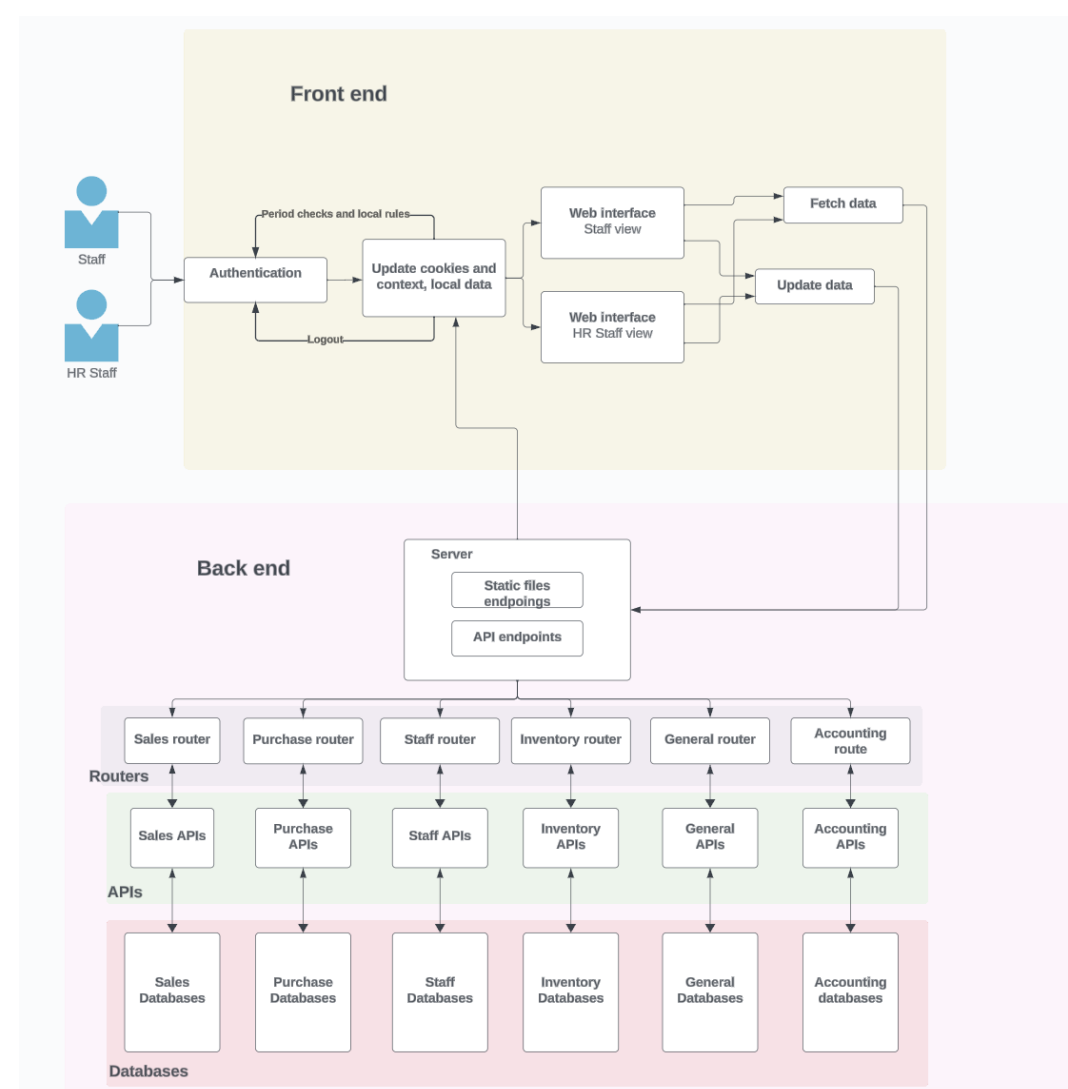 Front end
Staff
HR Staff
Period checks and local rules
Authentication
Update cookies and
context, local data
Logout
Web interface
Staff view
Web interface
HR Staff view
Fetch data
Update data
Back end
Server
Static files
endpoings
API endpoints
Sales router
Purchase router
Staff router
Inventory router
General router
Accounting
route
Routers
Sales APIs
Purchase
APIs
Staff APIs
Inventory
APIs
General
APIs
Accounting
APIs
APIs
Sales
Databases
Purchase
Databases
Staff
Databases
Inventory
Databases
General
Databases
Accounting
databases
Databases